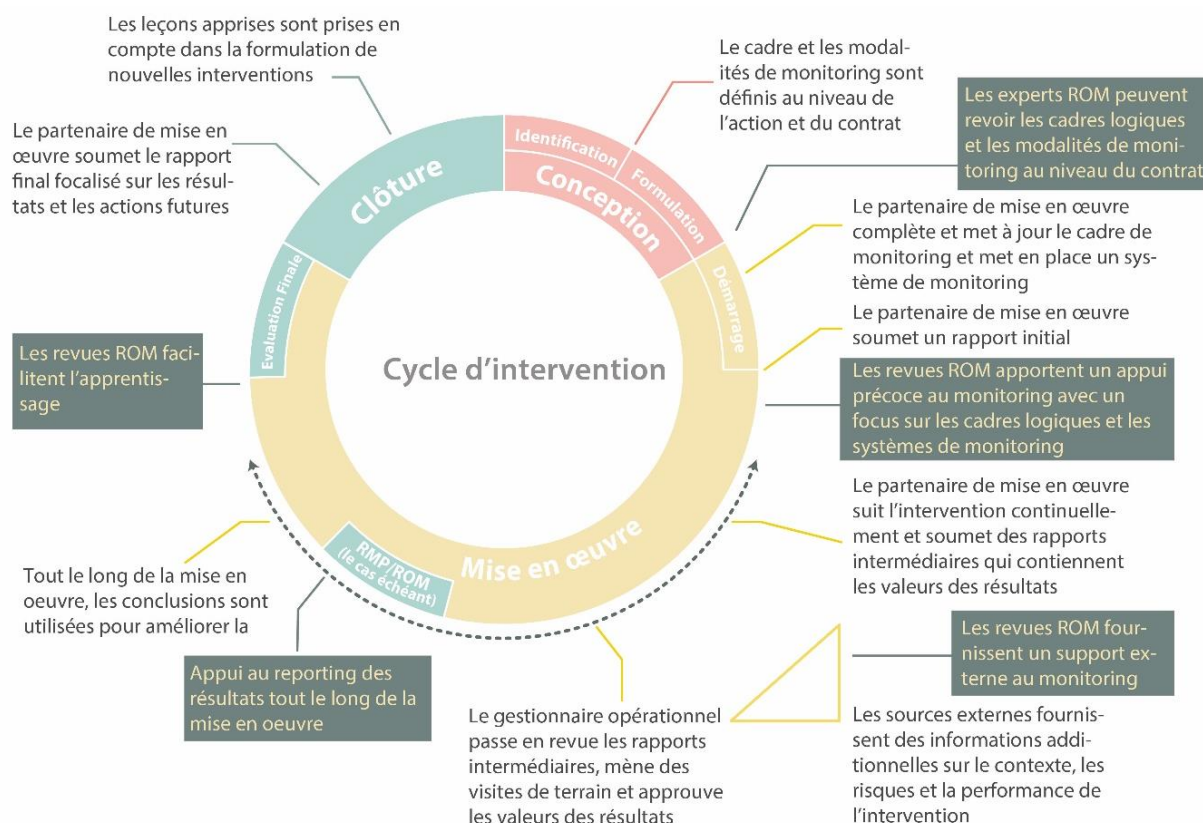 Les leçons apprises sont prises en
compte dans la formulation de
nouvelles interventions
Le cadre et les modal-
ités de monitoring sont
définis au niveau de
l'action et du contrat
Les experts ROM peuvent
revoir les cadres logiques
et les modalités de moni-
toring au niveau du contrat
Le partenaire de mise en
œuvre soumet le rapport
final focalisé sur les résul-
tats et les actions futures
Clôture
Identification
Conception
Formulation
Démarrage
Le partenaire de mise en œuvre
complète et met à jour le cadre de
monitoring et met en place un sys-
tème de monitoring
Le partenaire de mise en œuvre
soumet un rapport initial
Evaluation Finale
Les revues ROM faci-
litent l'apprentis-
sage
Cycle d'intervention
Les revues ROM apportent un appui
précoce au monitoring avec un
focus sur les cadres logiques et les
systèmes de monitoring
Le partenaire de mise en œuvre
suit l'intervention continuelle-
ment et soumet des rapports
intermédiaires qui contiennent
les valeurs des résultats
Mise en œuvre
RMP/ROM
(le cas échéant)
Tout le long de la mise en
oeuvre, les conclusions sont
utilisées pour améliorer la
Appui au reporting des
résultats tout le long de la
mise en oeuvre
Les revues ROM four-
nissent un support ex-
terne au monitoring
Le gestionnaire opérationnel
passe en revue les rapports
intermédiaires, mène des
visites de terrain et approuve
les valeurs des résultats
Les sources externes fournis-
sent des informations addi-
tionnelles sur le contexte, les
risques et la performance de
l'intervention